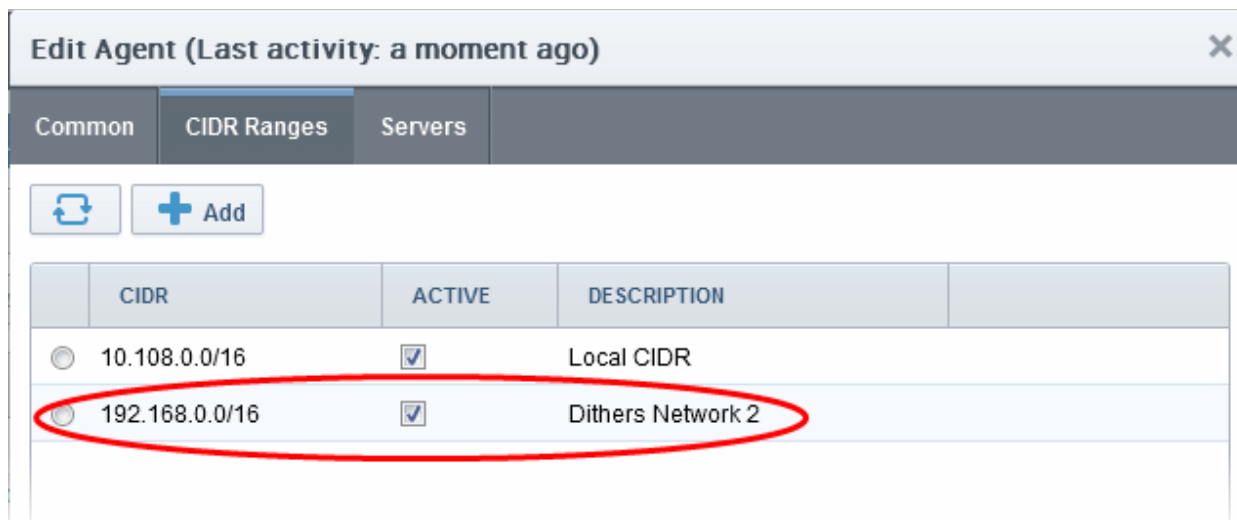 Edit Agent (Last activity: a moment ago)
Common CIDR Ranges Servers
Add
CIDR ACTIVE DESCRIPTION
10.108.0.0/16 Local CIDR
192.168.0.0/16 Dithers Network 2